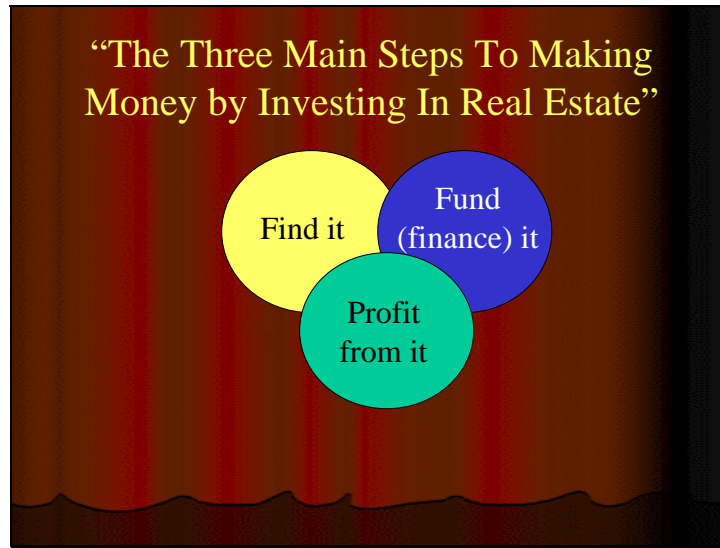 “The Three Main Steps To Making
Money by Investing In Real Estate”
Find it
Fund
(finance) it
Profit
from it